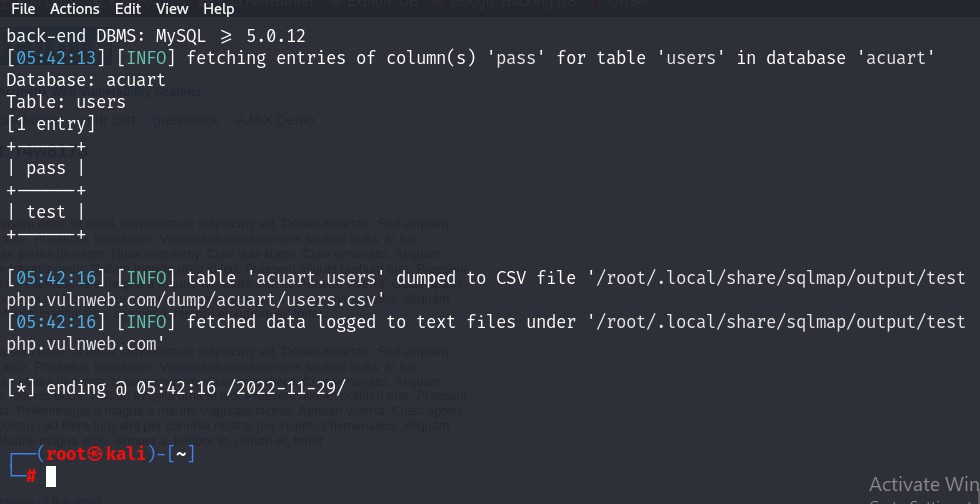 File Actions Edit View Help
back-end DBMS: MySQL ≥ 5.0.12
[05:42:13] [INFO] fetching entries of column(s) 'pass' for table 'users' in database 'acuart'
Database: acuart
Table: users
[1 entry]
+------+
| pass |
+------+
| test |
+------+
[05:42:16] [INFO] table 'acuart.users' dumped to CSV file '/root/.local/share/sqlmap/output/test
php.vulnweb.com/dump/acuart/users.csv'
[05:42:16] [INFO] fetched data logged to text files under '/root/.local/share/sqlmap/output/test
php.vulnweb.com'
[*] ending @ 05:42:16 /2022-11-29/
┌──(root㉿kali)-[~]
└─#
Activate Win